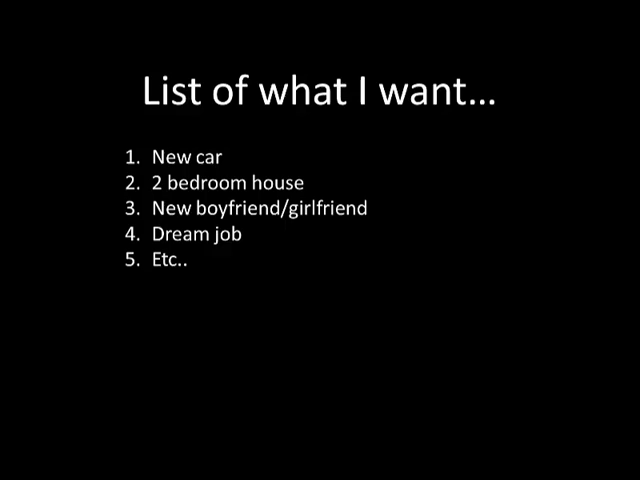 List of what I want...
1. New car
2. 2 bedroom house
3. New boyfriend/girlfriend
4. Dream job
5. Etc..